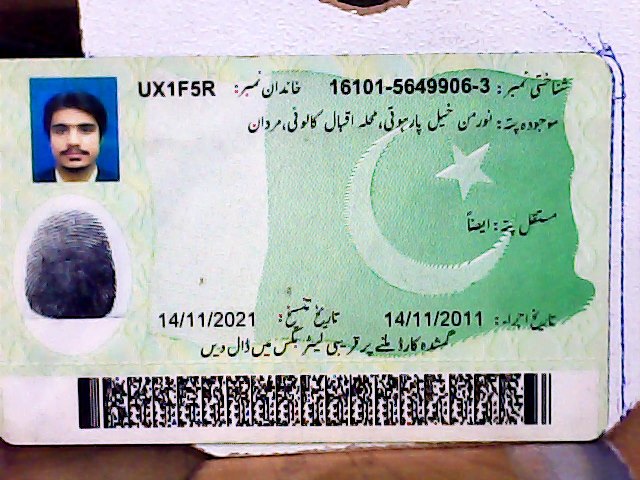 شناختی نمبر: 16101-5649906-3 خاندان نمبر: UX1F5R
موجودہ پتہ: نورمن خیل پارہوتی، محلہ اقبال کالونی، مردان
مستقل پتہ: ایضاً
تاریخ اجراء: 14/11/2011 تاریخ تنسیخ: 14/11/2021
گمشدہ کارڈ ملنے پر قریبی لیٹر بکس میں ڈال دیں